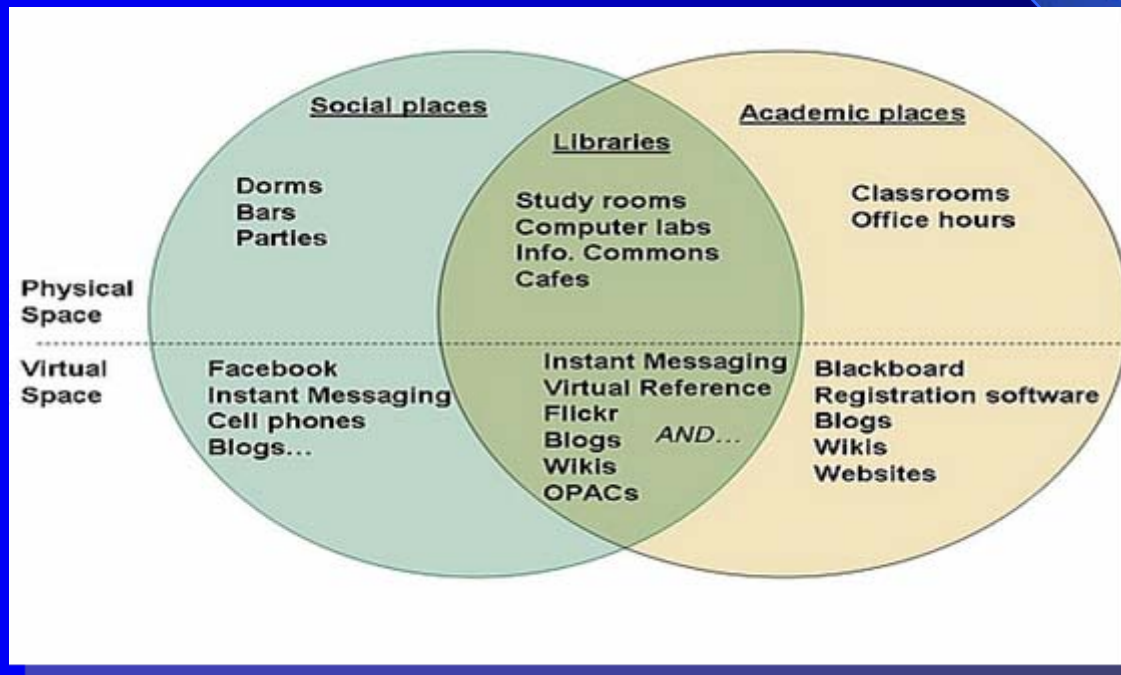 Social places
Academic places
Libraries
Dorms
Bars
Parties
Study rooms
Computer labs
Info. Commons
Cafes
Classrooms
Office hours
Physical
Space
Virtual
Space
Facebook
Instant Messaging
Cell phones
Blogs...
Instant Messaging
Virtual Reference
Flickr
Blogs AND...
Wikis
OPACs
Blackboard
Registration software
Blogs
Wikis
Websites